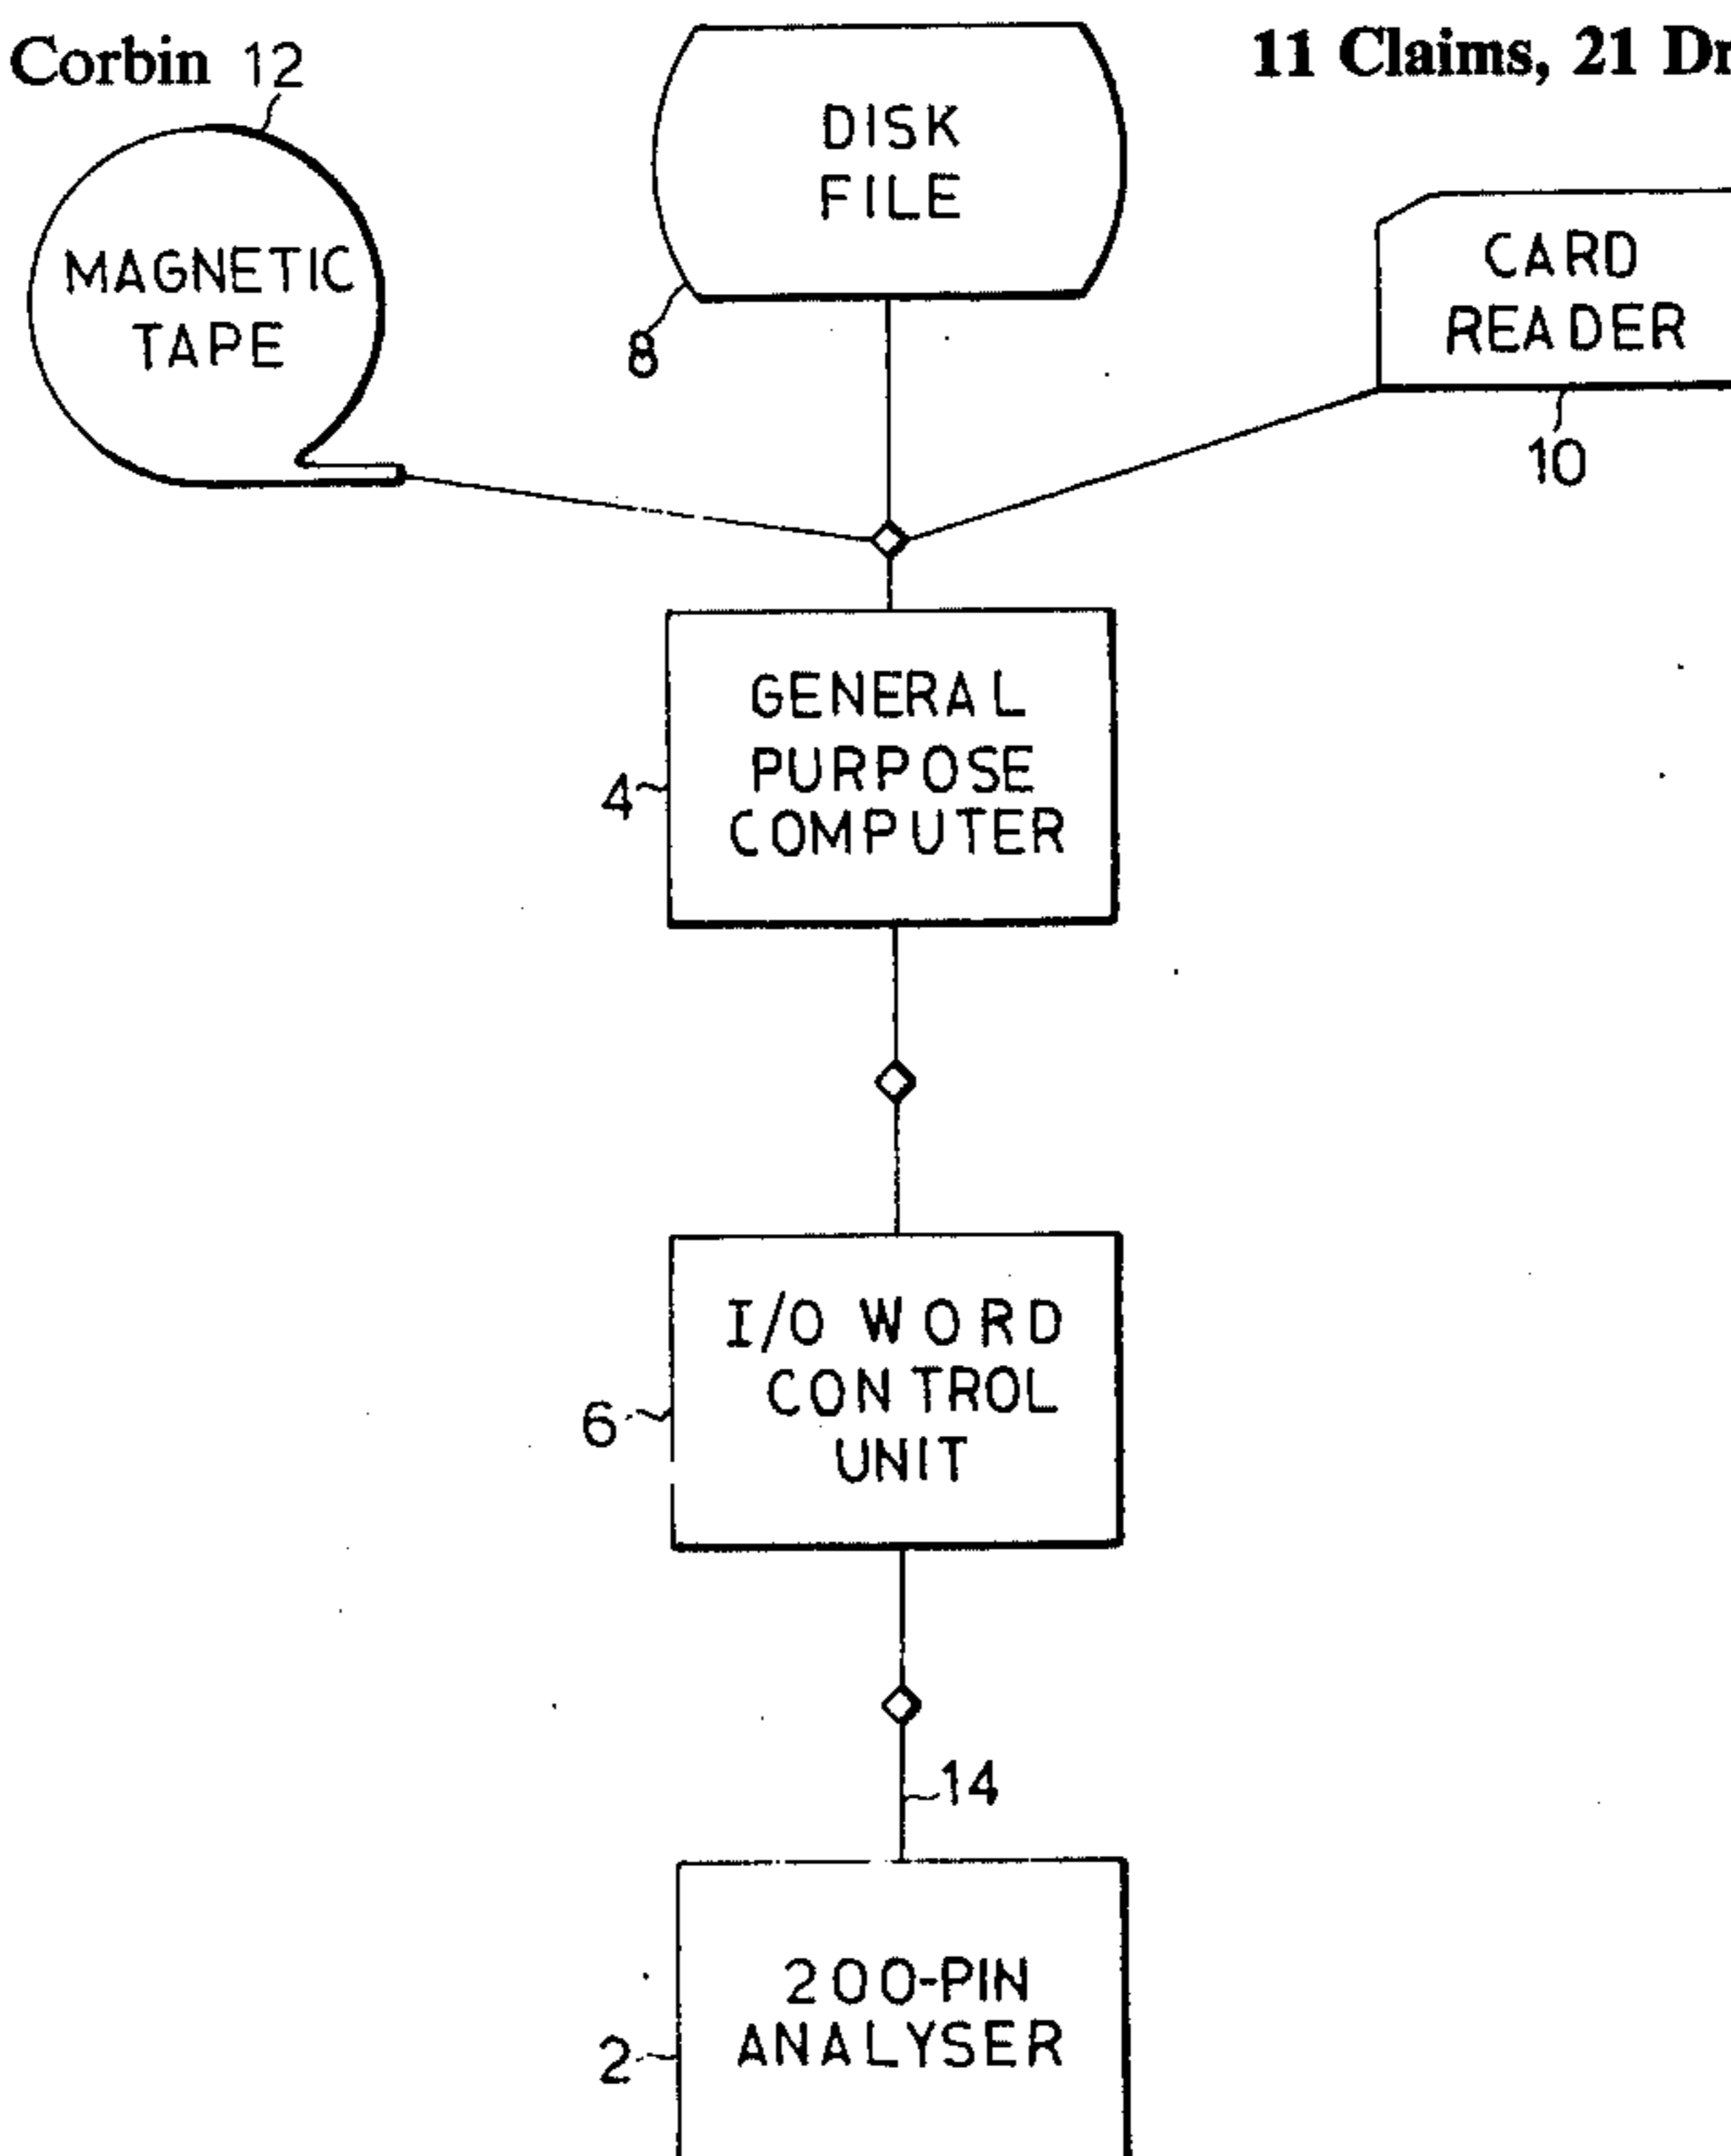 Corbin 12
11 Claims, 21 Dr
DISK
FILE
8
MAGNETIC
TAPE
CARD
READER
10
GENERAL
PURPOSE
COMPUTER
4
I/O WORD
CONTROL
UNIT
6
14
200-PIN
ANALYSER
2